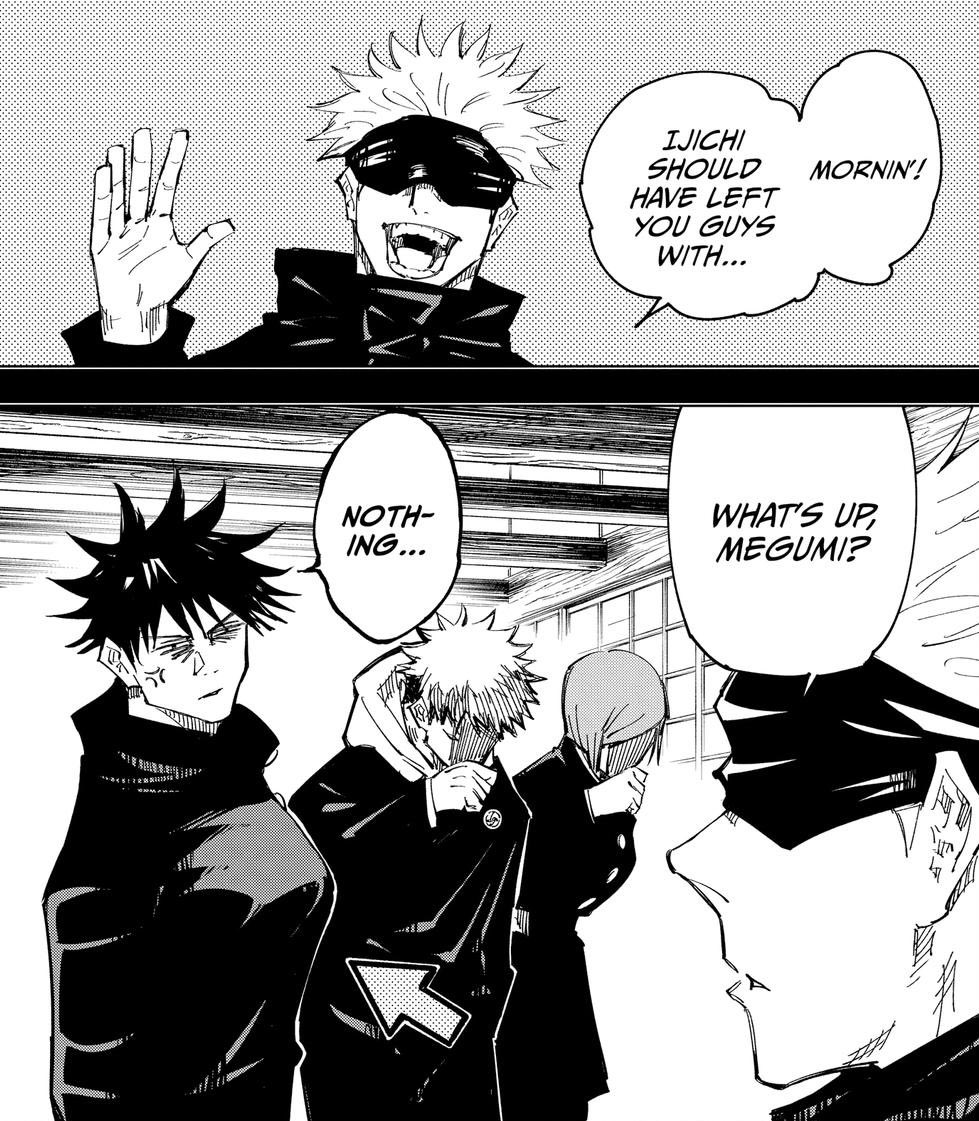 MORNIN'!
IJICHI
SHOULD
HAVE LEFT
YOU GUYS
WITH...
WHAT'S UP,
MEGUMI?
NOTH-
ING...